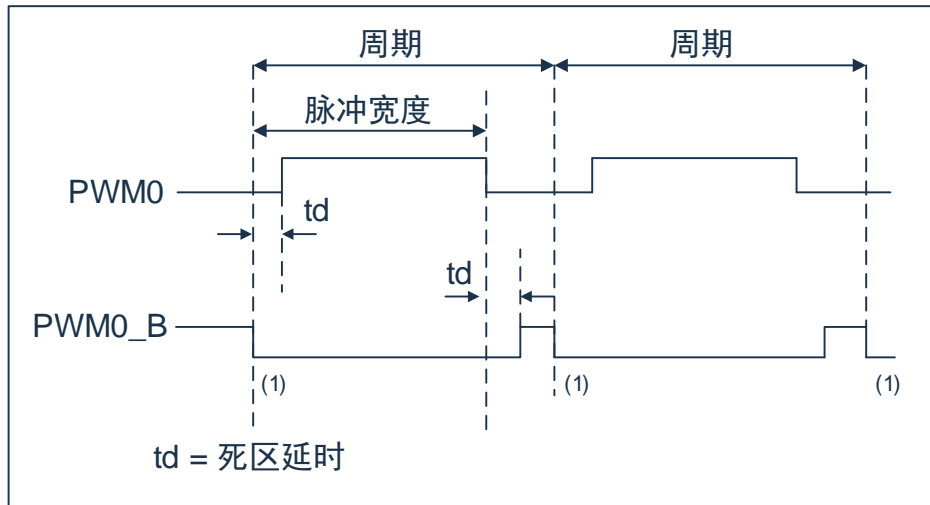 周期 周期
脉冲宽度
PWM0
td
td
PWM0_B
(1) (1) (1)
td = 死区延时